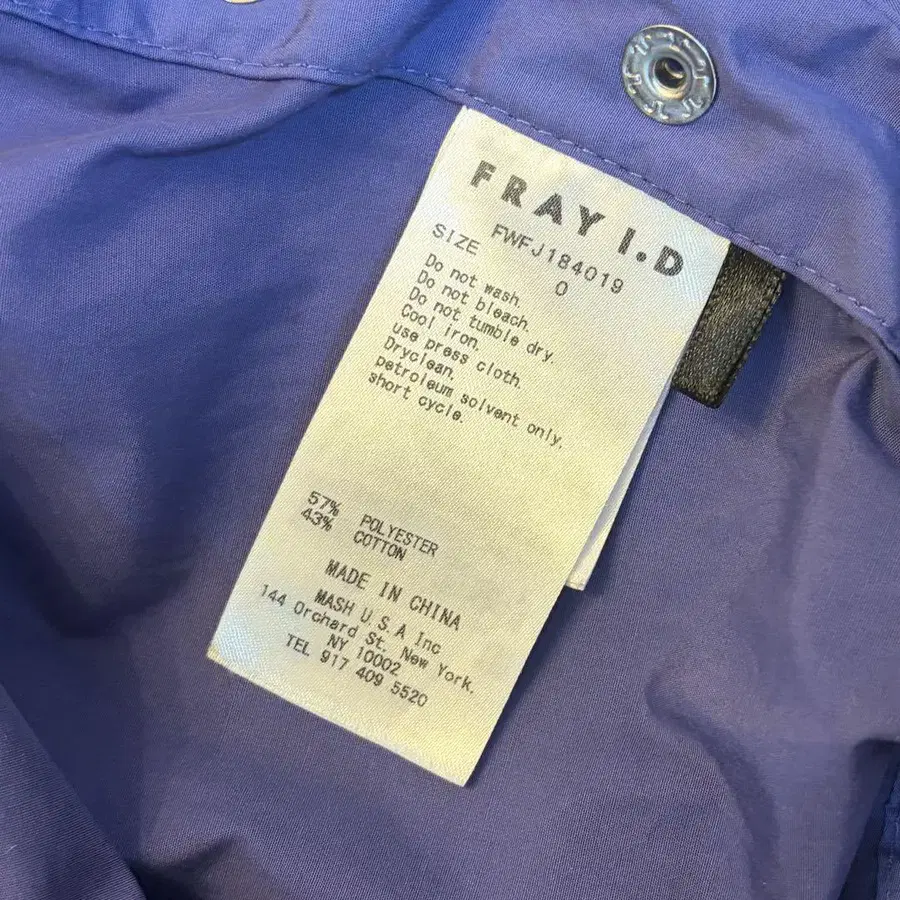 FRAY I.D
FWFJ184019
SIZE 0
Do not wash.
Do not bleach.
Do not tumble dry.
Cool iron.
use press cloth.
Dryclean.
petroleum solvent only.
short cycle.
57% POLYESTER
43% COTTON
MADE IN CHINA
MASH U.S.A Inc
144 Orchard St. New York.
NY 10002
TEL 917 409 5520